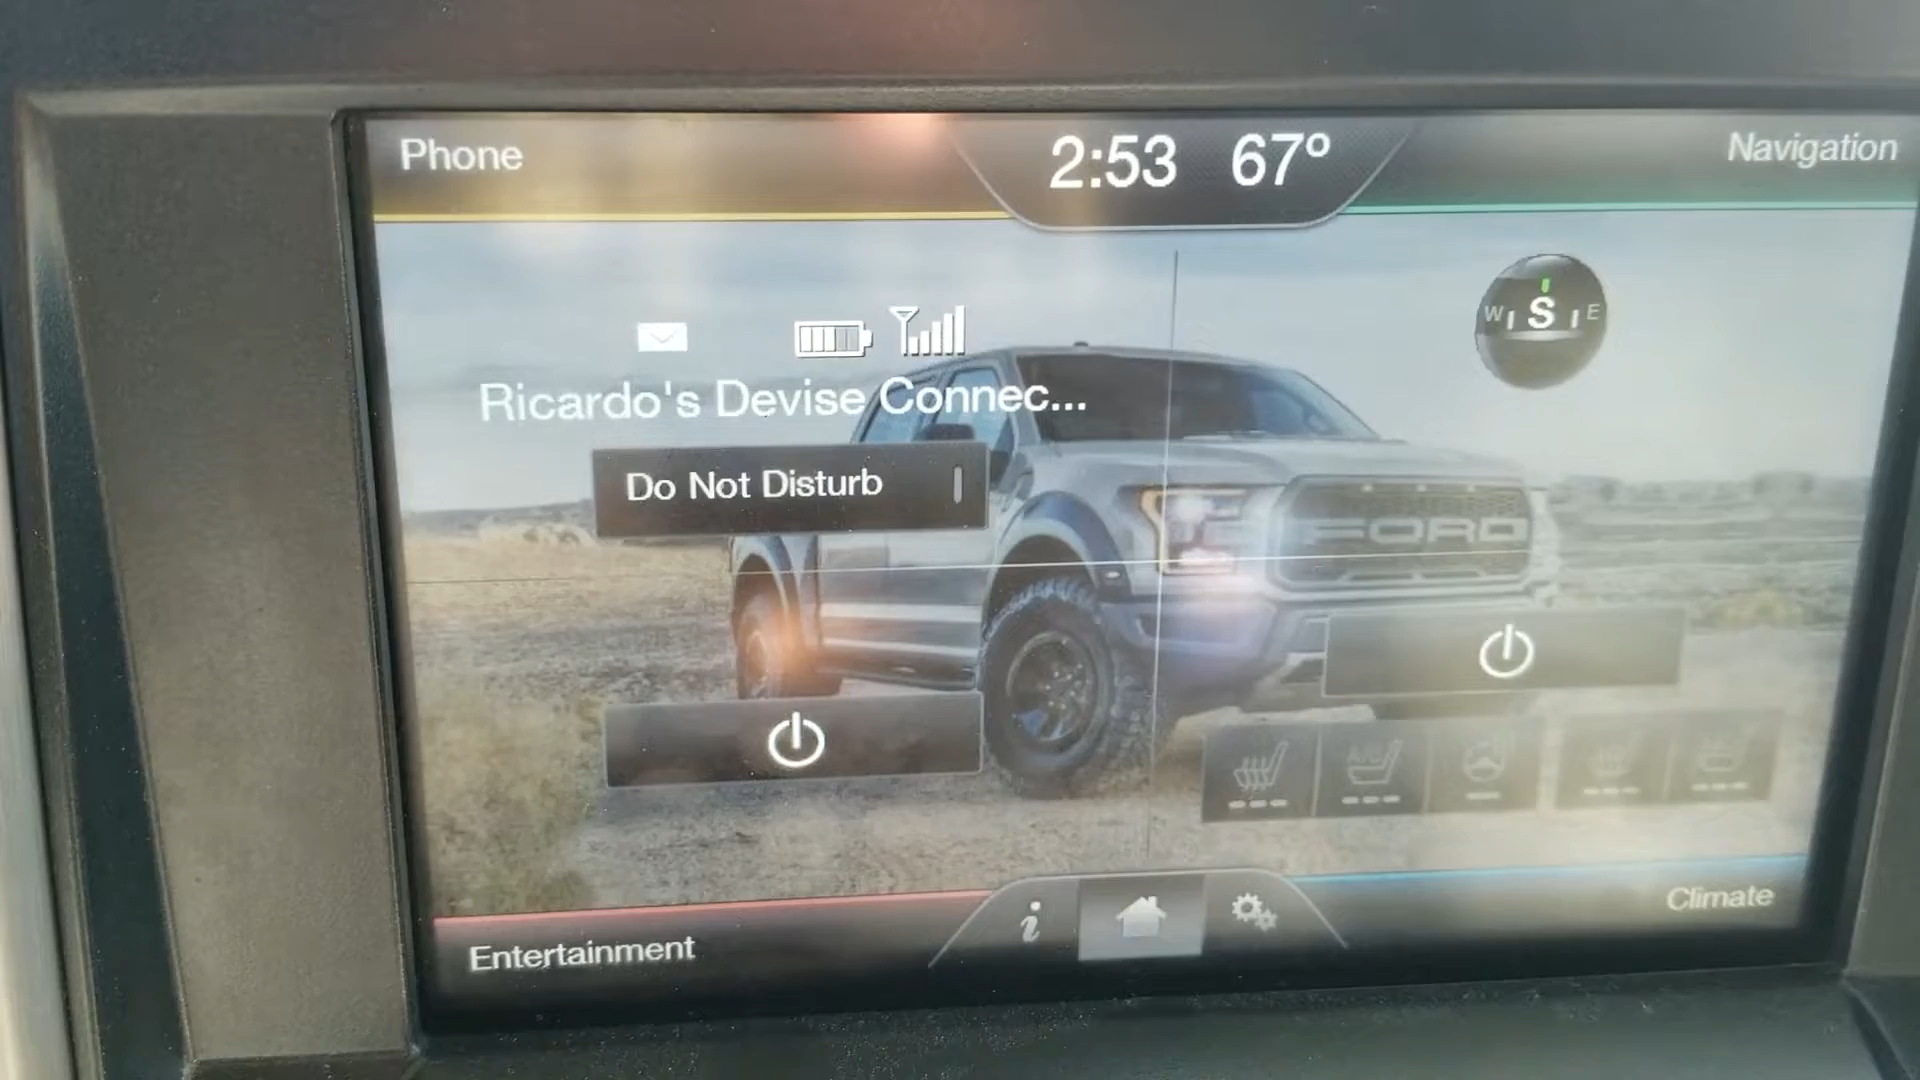 Phone
2:53 67°
Navigation
W S E
Ricardo's Devise Connec...
Do Not Disturb
FORD
Entertainment
i
Climate